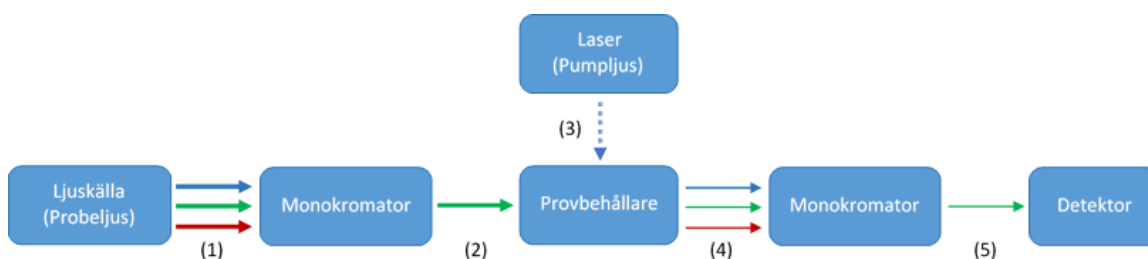 Laser
(Pumpljus)
(3)
Ljuskälla
(Probeljus)
Monokromator
Provbehållare
Monokromator
Detektor
(1)
(2)
(4)
(5)